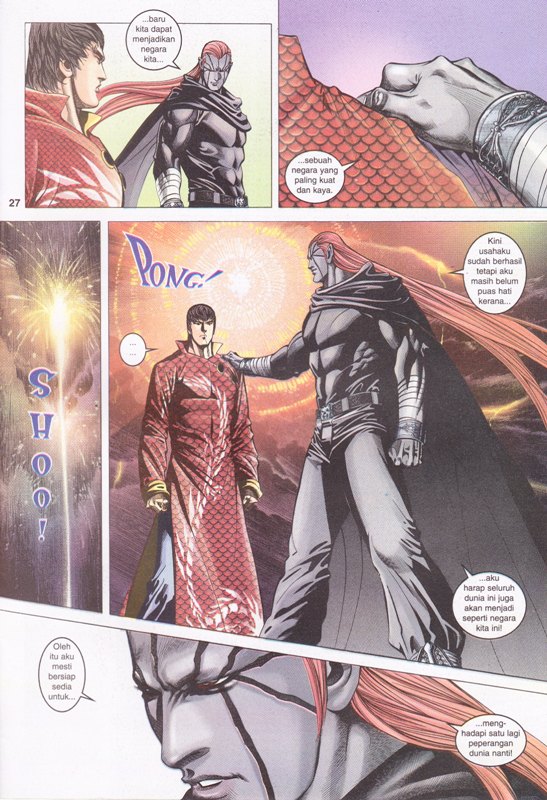 ...baru
kita dapat
menjadikan
negara
kita...
...sebuah
negara yang
paling kuat
dan kaya.
27
SHOO!
PONG!
...
...
Kini
usahaku
sudah berhasil
tetapi aku
masih belum
puas hati
kerana...
...aku
harap seluruh
dunia ini juga
akan menjadi
seperti negara
kita ini!
Oleh
itu aku
mesti
bersiap
sedia
untuk...
...meng-
hadapi satu lagi
peperangan
dunia nanti!